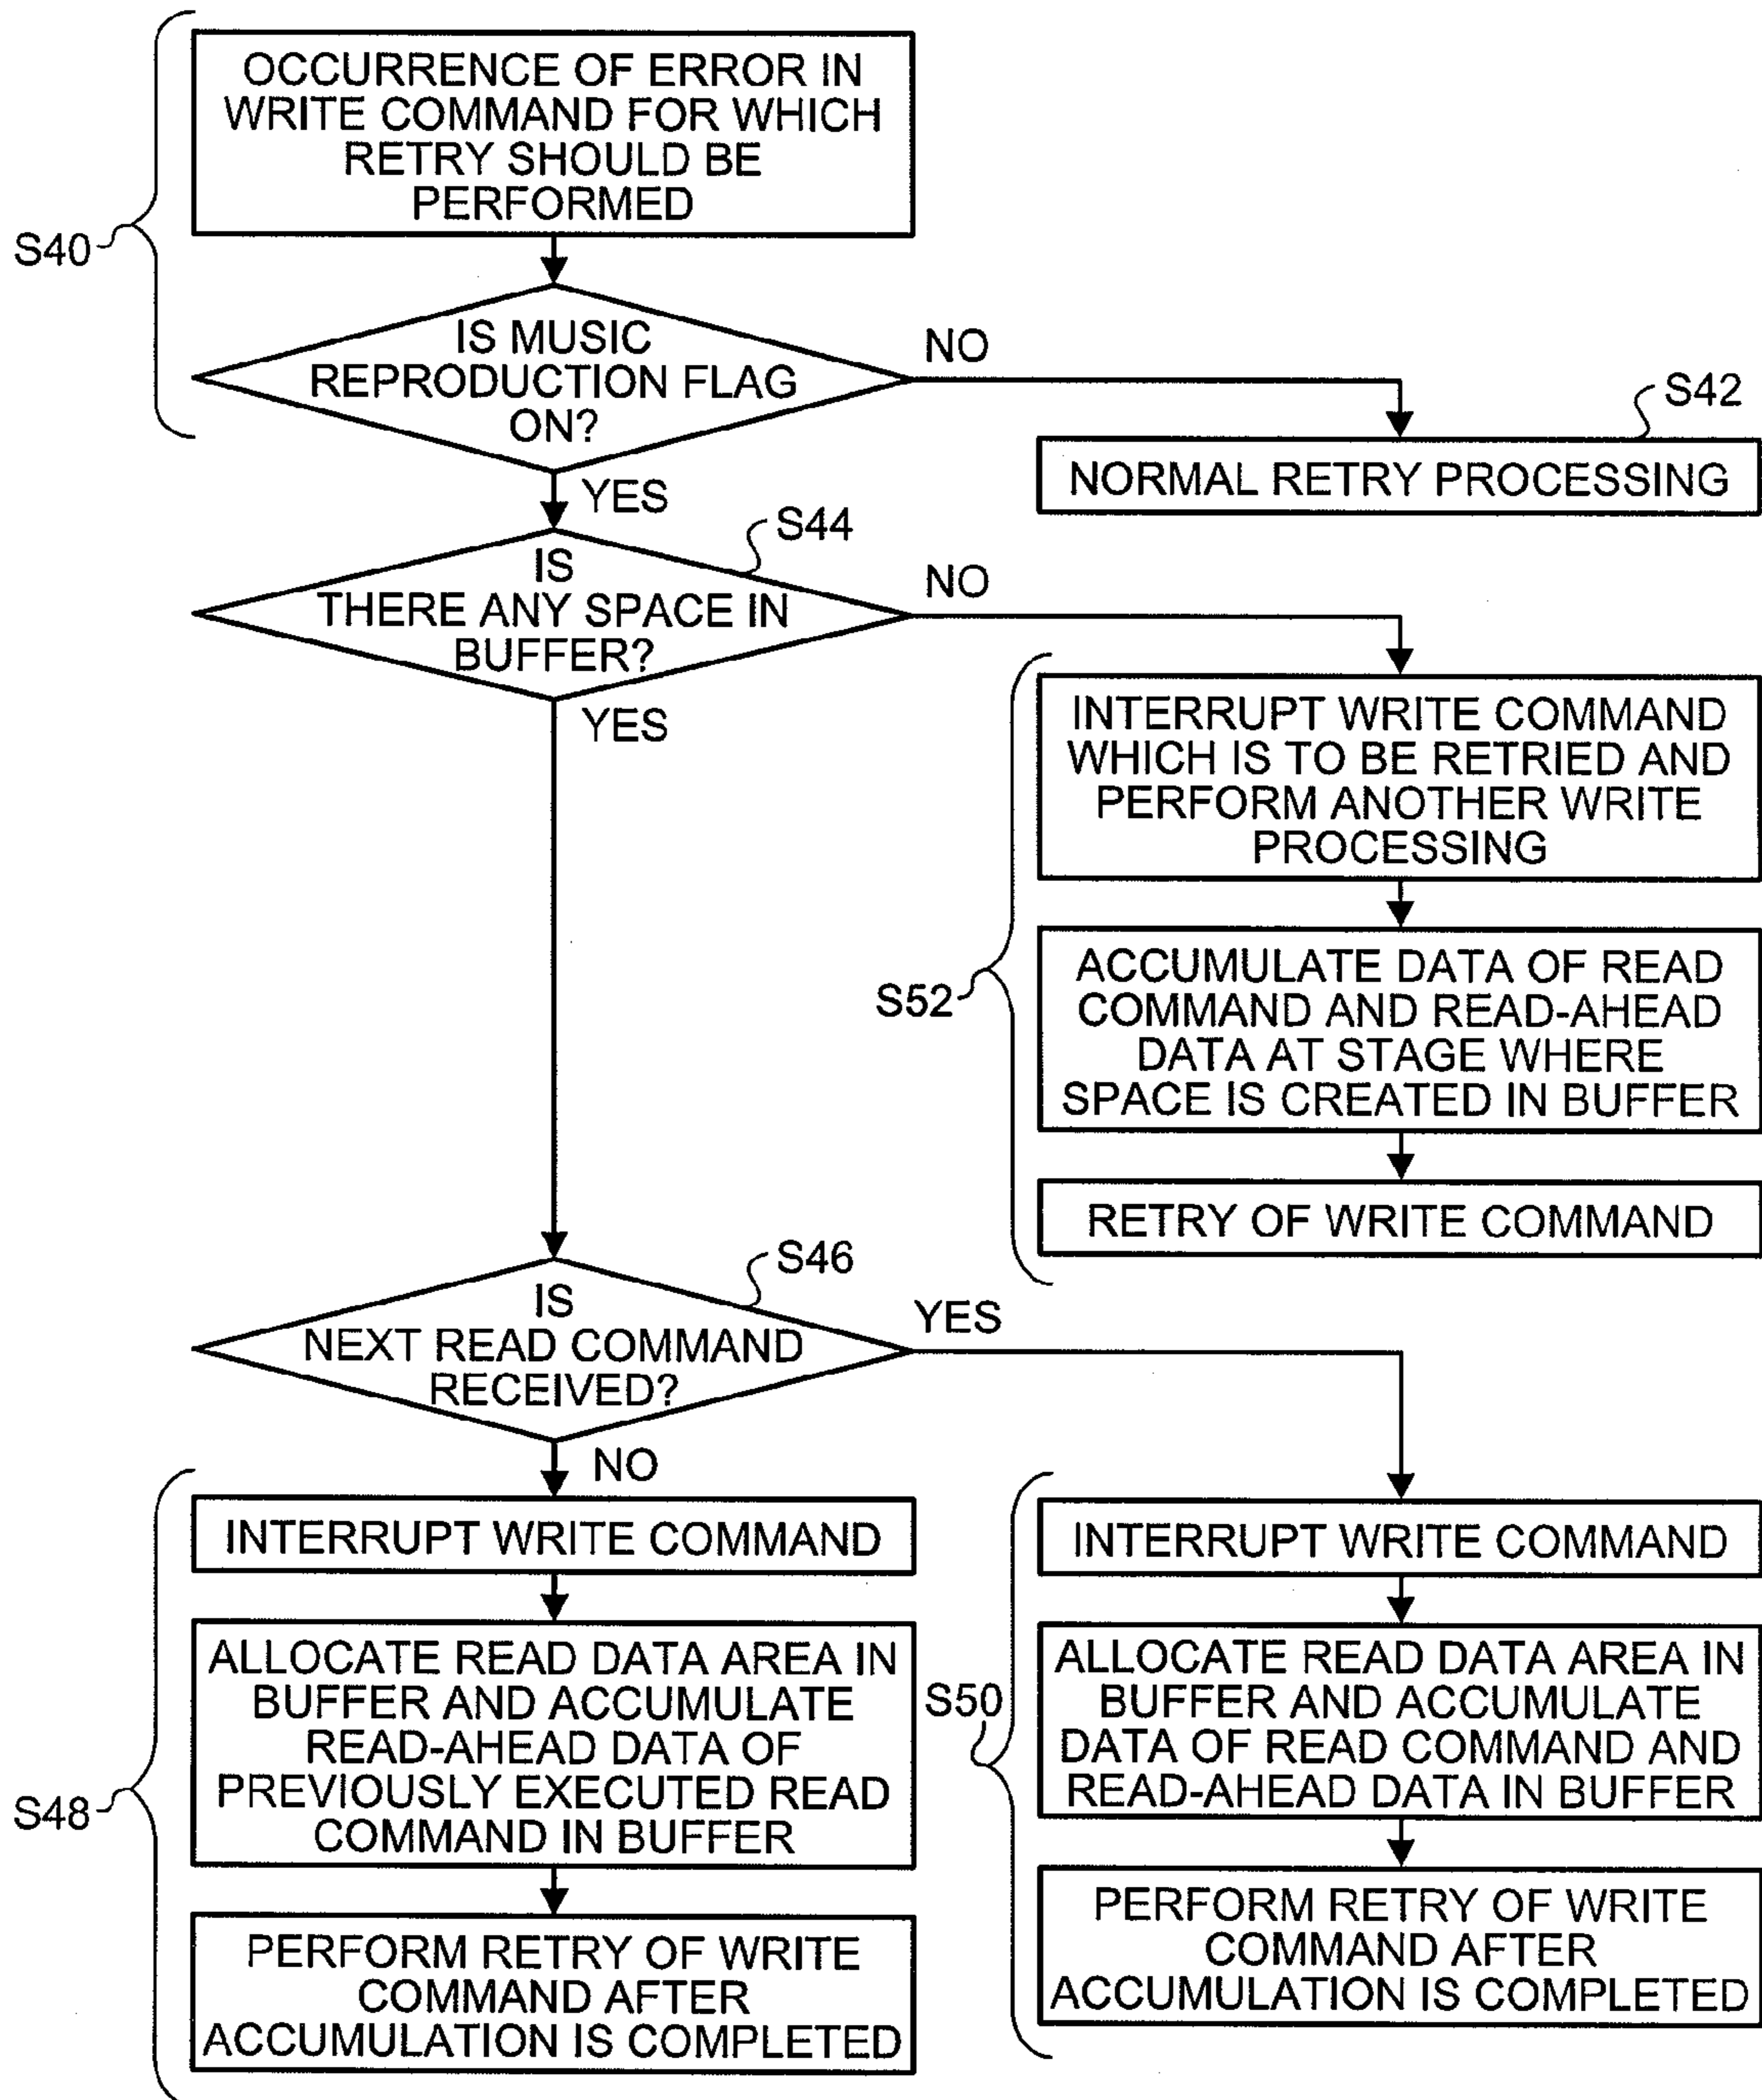 OCCURRENCE OF ERROR IN
WRITE COMMAND FOR WHICH
RETRY SHOULD BE
PERFORMED
S40
IS MUSIC
REPRODUCTION FLAG
ON?
NO
S42
NORMAL RETRY PROCESSING
YES
S44
IS
THERE ANY SPACE IN
BUFFER?
NO
YES
INTERRUPT WRITE COMMAND
WHICH IS TO BE RETRIED AND
PERFORM ANOTHER WRITE
PROCESSING
S52
ACCUMULATE DATA OF READ
COMMAND AND READ-AHEAD
DATA AT STAGE WHERE
SPACE IS CREATED IN BUFFER
RETRY OF WRITE COMMAND
S46
IS
NEXT READ COMMAND
RECEIVED?
YES
NO
INTERRUPT WRITE COMMAND
ALLOCATE READ DATA AREA IN
BUFFER AND ACCUMULATE
READ-AHEAD DATA OF
PREVIOUSLY EXECUTED READ
COMMAND IN BUFFER
S48
PERFORM RETRY OF WRITE
COMMAND AFTER
ACCUMULATION IS COMPLETED
INTERRUPT WRITE COMMAND
ALLOCATE READ DATA AREA IN
BUFFER AND ACCUMULATE
DATA OF READ COMMAND AND
READ-AHEAD DATA IN BUFFER
S50
PERFORM RETRY OF WRITE
COMMAND AFTER
ACCUMULATION IS COMPLETED